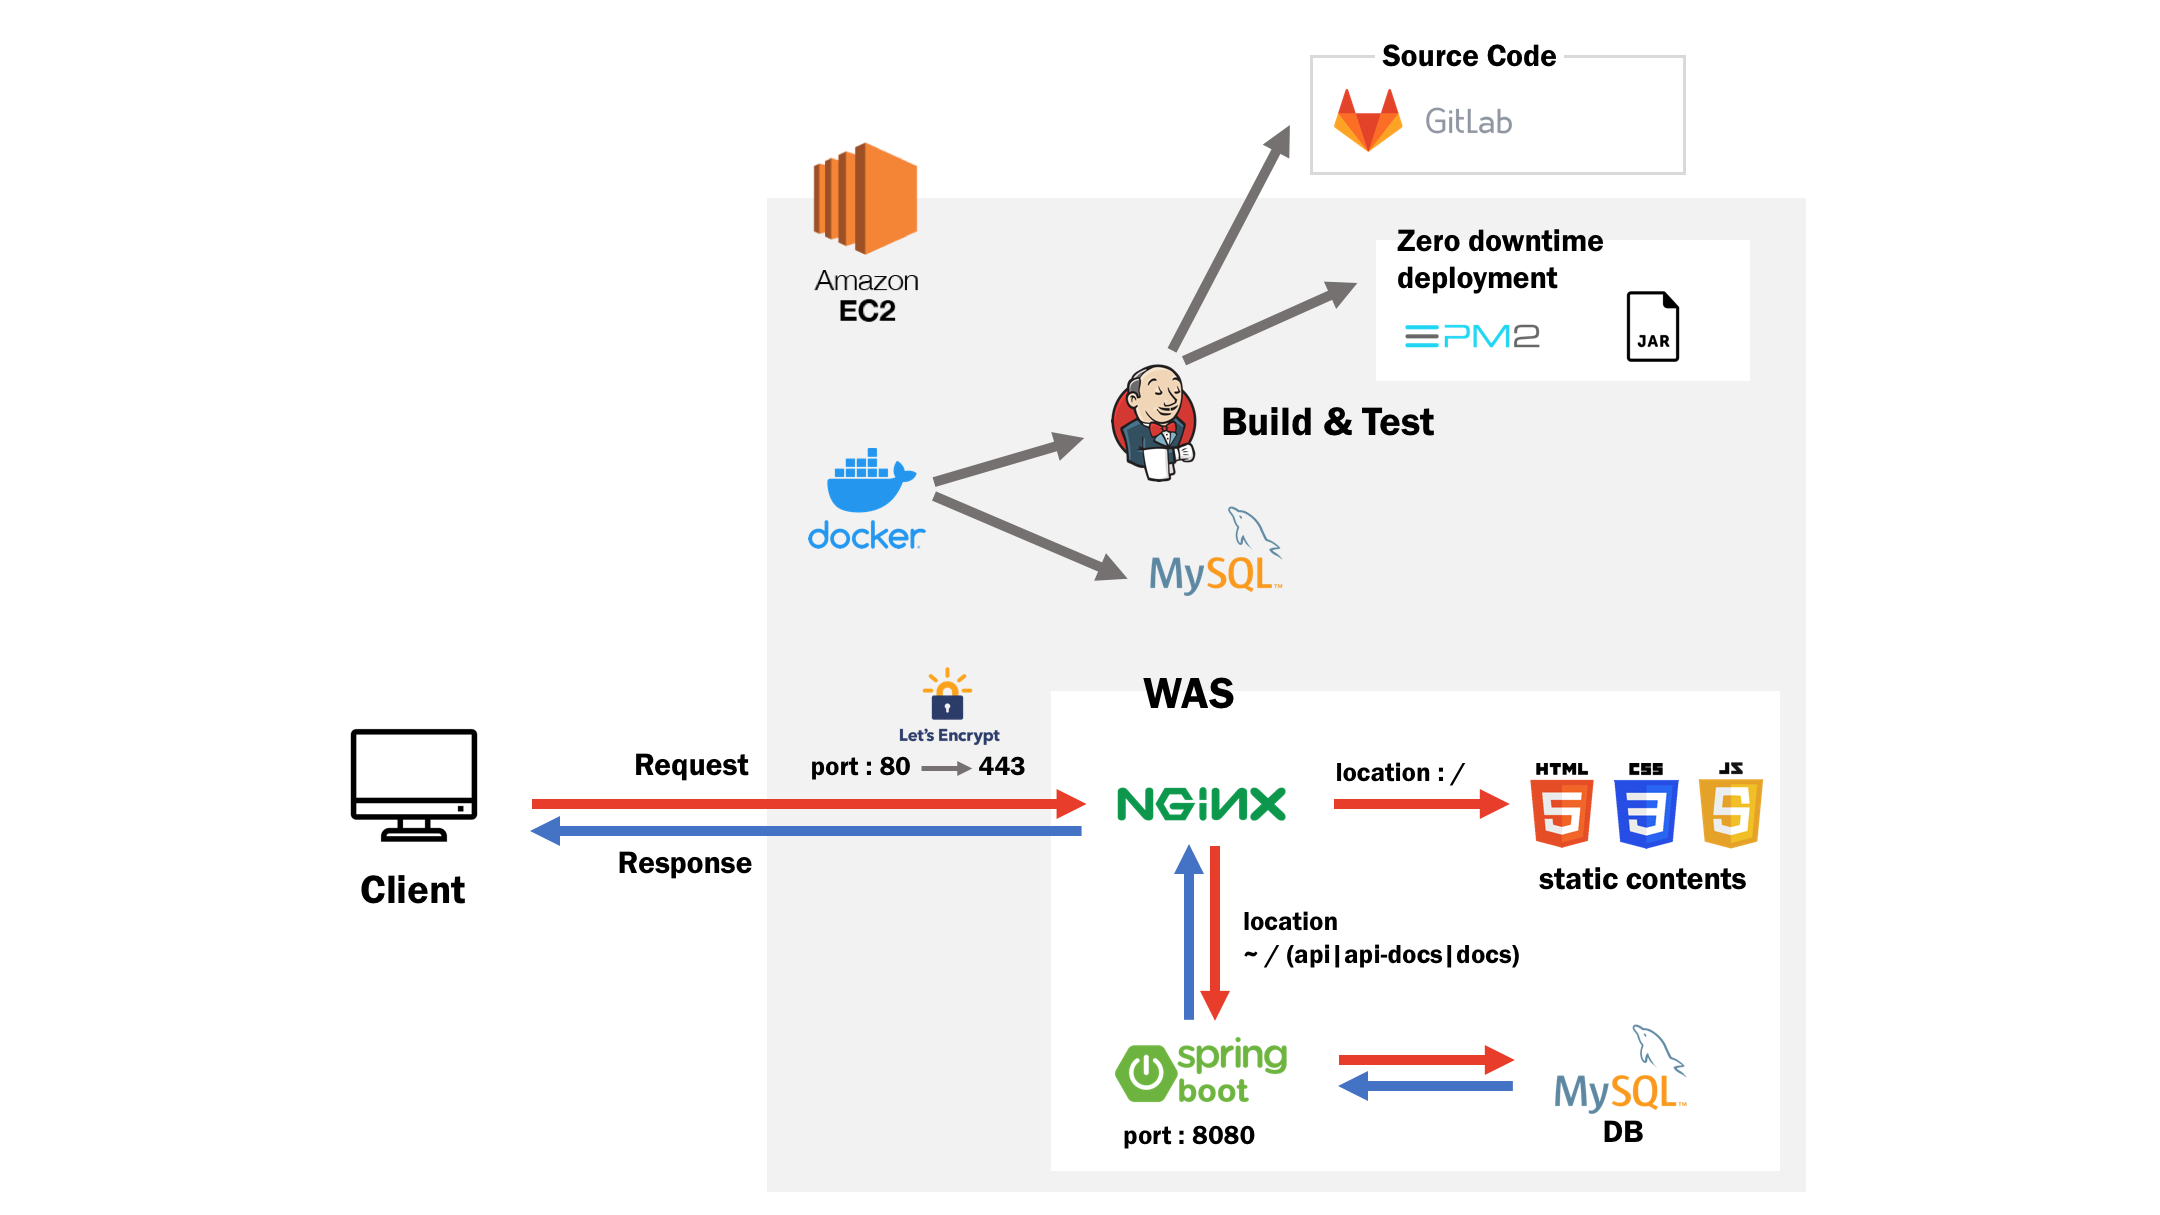 Source Code
GitLab
Amazon
EC2
Zero downtime
deployment
PM2
JAR
Build & Test
docker
MySQL™
WAS
Let's Encrypt
port : 80
443
Request
Response
Client
NGINX
location : /
HTML
CSS
JS
static contents
location
~ / (api|api-docs|docs)
spring
boot
port : 8080
MySQL™
DB